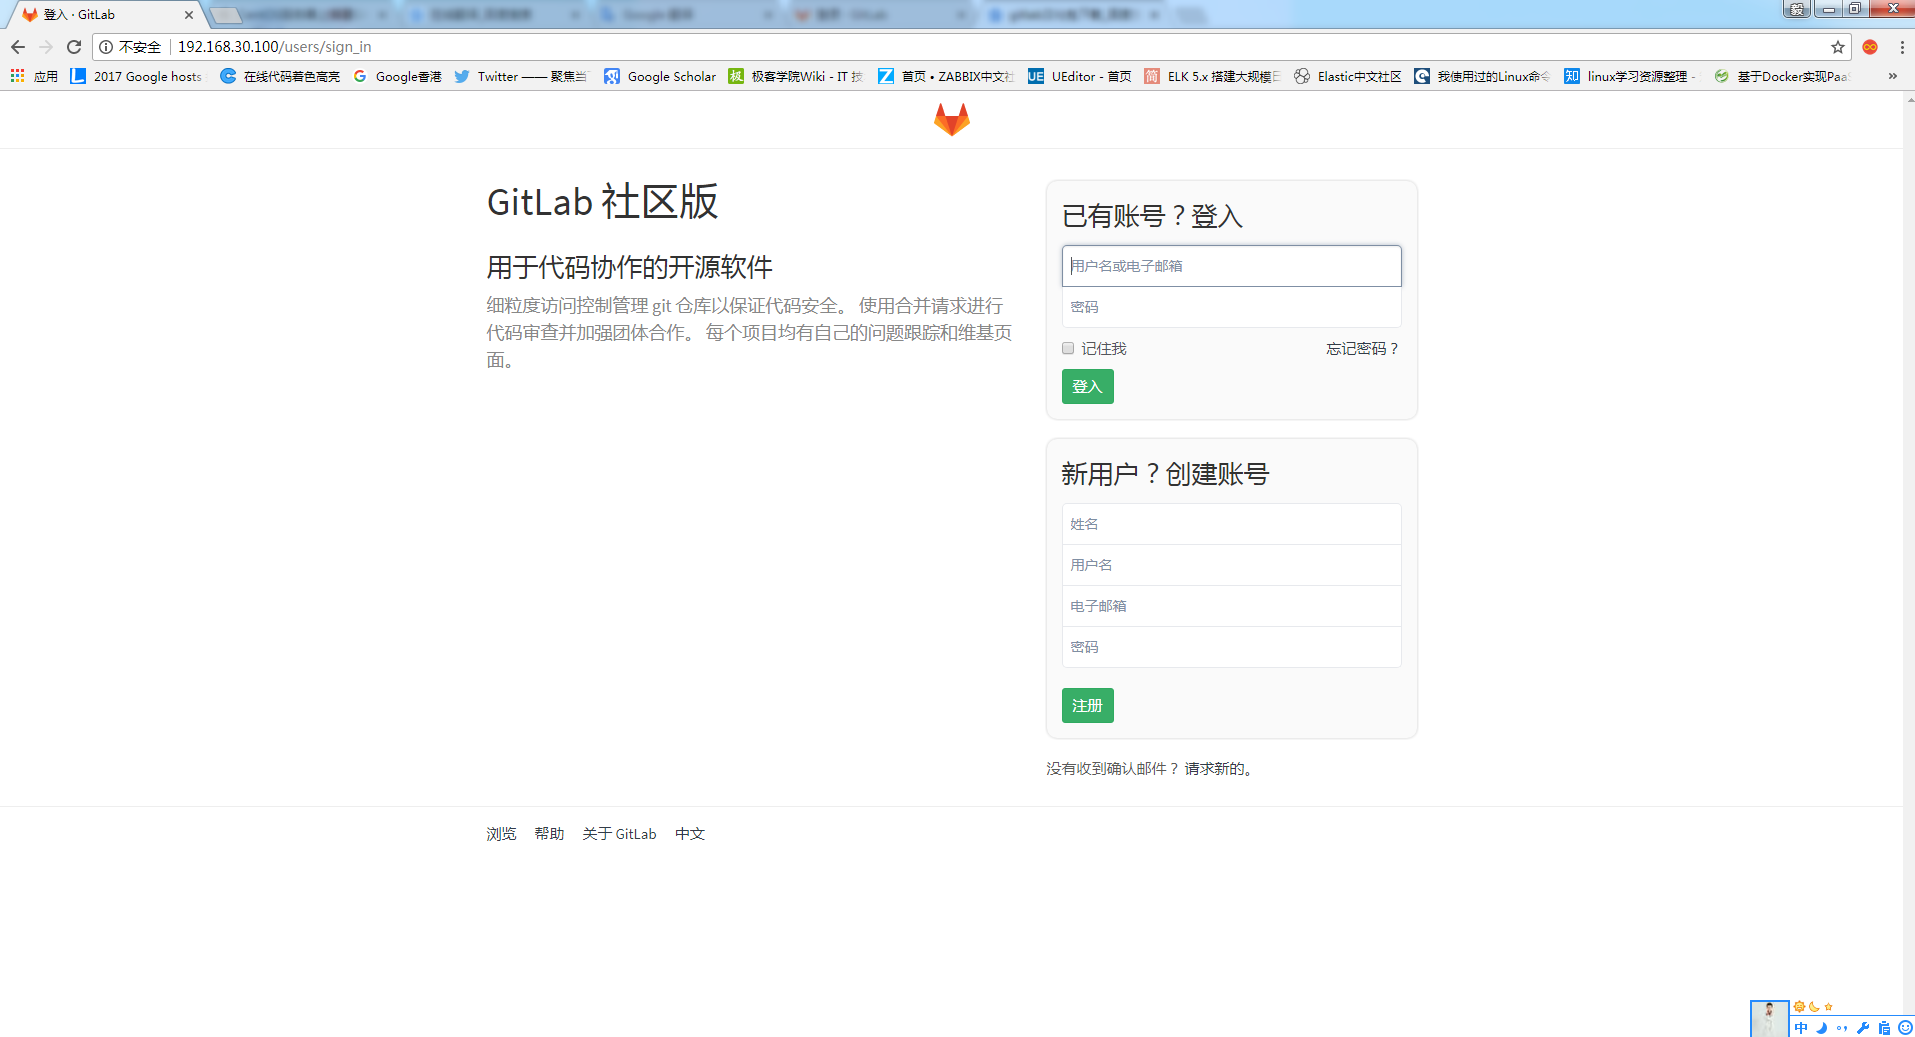 登入 · GitLab
毅
不安全 192.168.30.100/users/sign_in
应用 2017 Google hosts 在线代码着色高亮 Google香港 Twitter —— 聚焦当 Google Scholar 极客学院Wiki - IT 技 首页 • ZABBIX中文社 UEditor - 首页 ELK 5.x 搭建大规模日 Elastic中文社区 我使用过的Linux命令 linux学习资源整理 - 基于Docker实现PaaS »
GitLab 社区版
用于代码协作的开源软件
细粒度访问控制管理 git 仓库以保证代码安全。 使用合并请求进行
代码审查并加强团体合作。 每个项目均有自己的问题跟踪和维基页
面。
已有账号？登入
用户名或电子邮箱
密码
记住我 忘记密码？
登入
新用户？创建账号
姓名
用户名
电子邮箱
密码
注册
没有收到确认邮件？ 请求新的。
浏览 帮助 关于 GitLab 中文
中